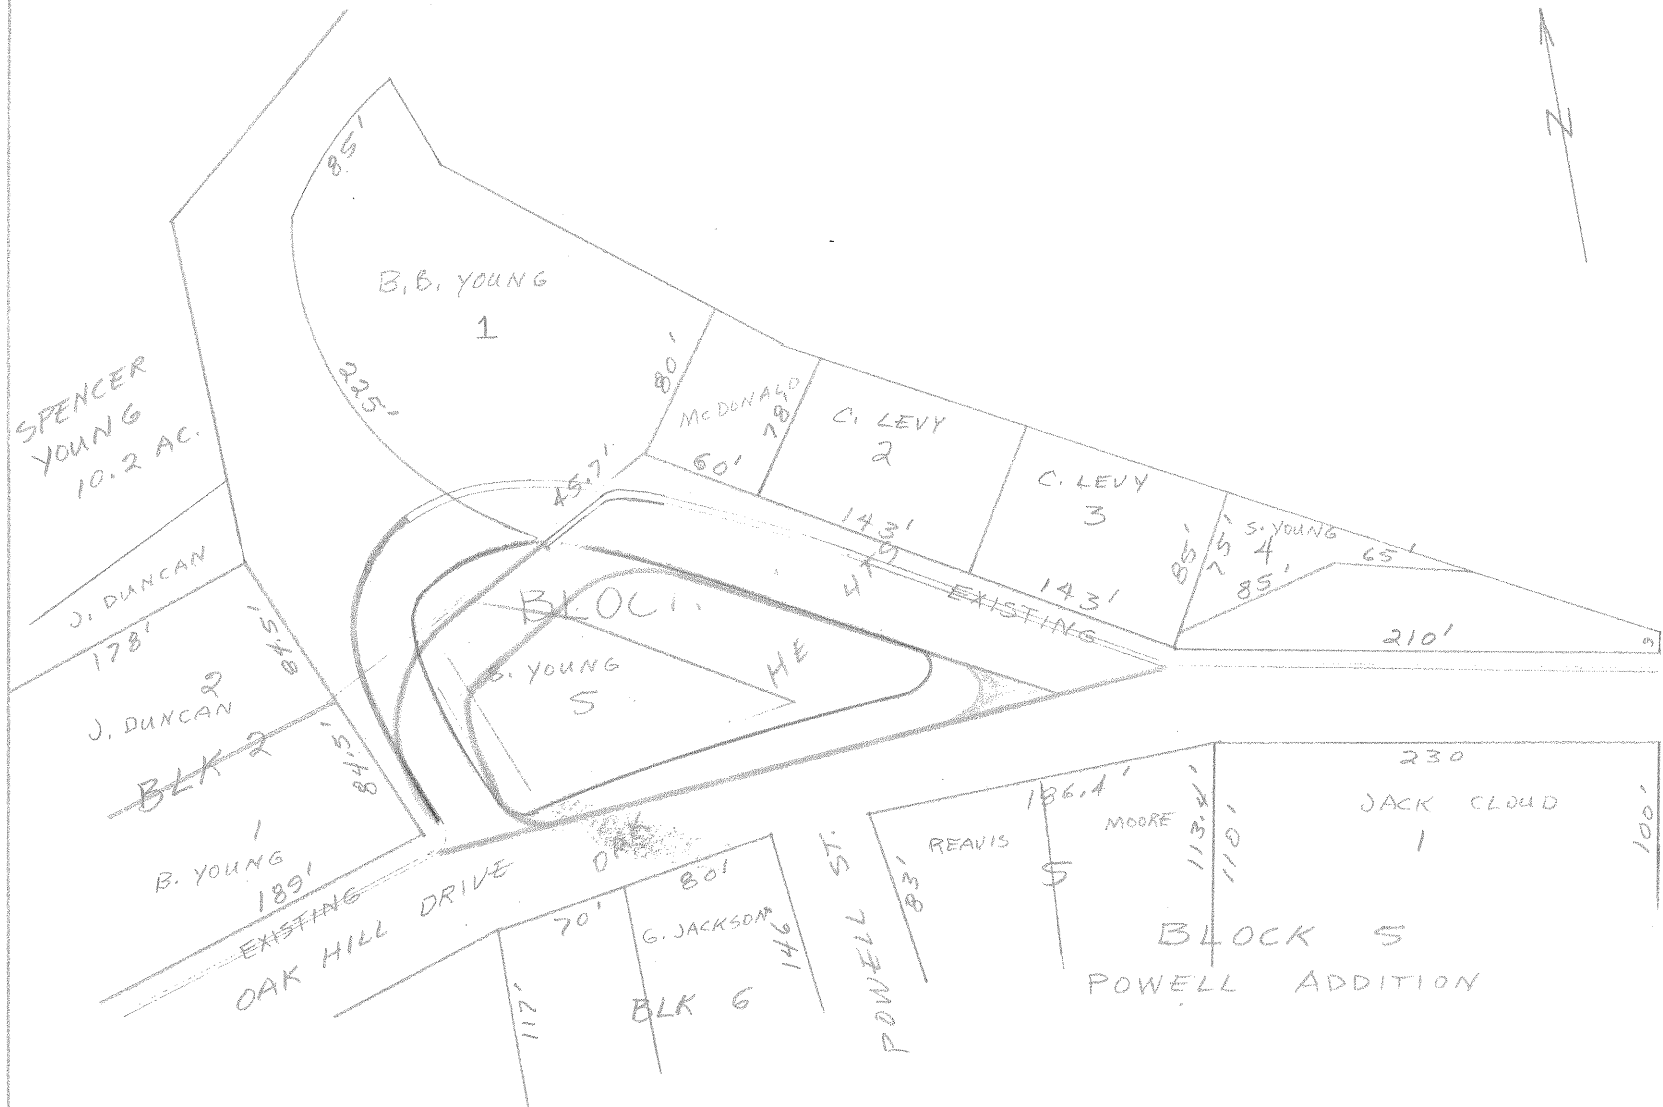 N
85'
B.B. YOUNG
1
225'
80'
SPENCER
YOUNG
10.2 AC.
45.7'
McDONALD
60'
78'
C. LEVY
2
143'
C. LEVY
3
143'
85'
75'
S. YOUNG
4
85'
65'
210'
3
EXISTING
J. DUNCAN
178'
84.5'
2
J. DUNCAN
BLK 2
84.5'
1
B. YOUNG
189'
EXISTING
OAK HILL DRIVE
YOUNG
5
HE
70'
80'
G. JACKSON
146'
117'
BLK 6
POWELL ST.
83'
REAVIS
5
186.4'
MOORE
110'
230
JACK CLOUD
1
100'
BLOCK 5
POWELL ADDITION